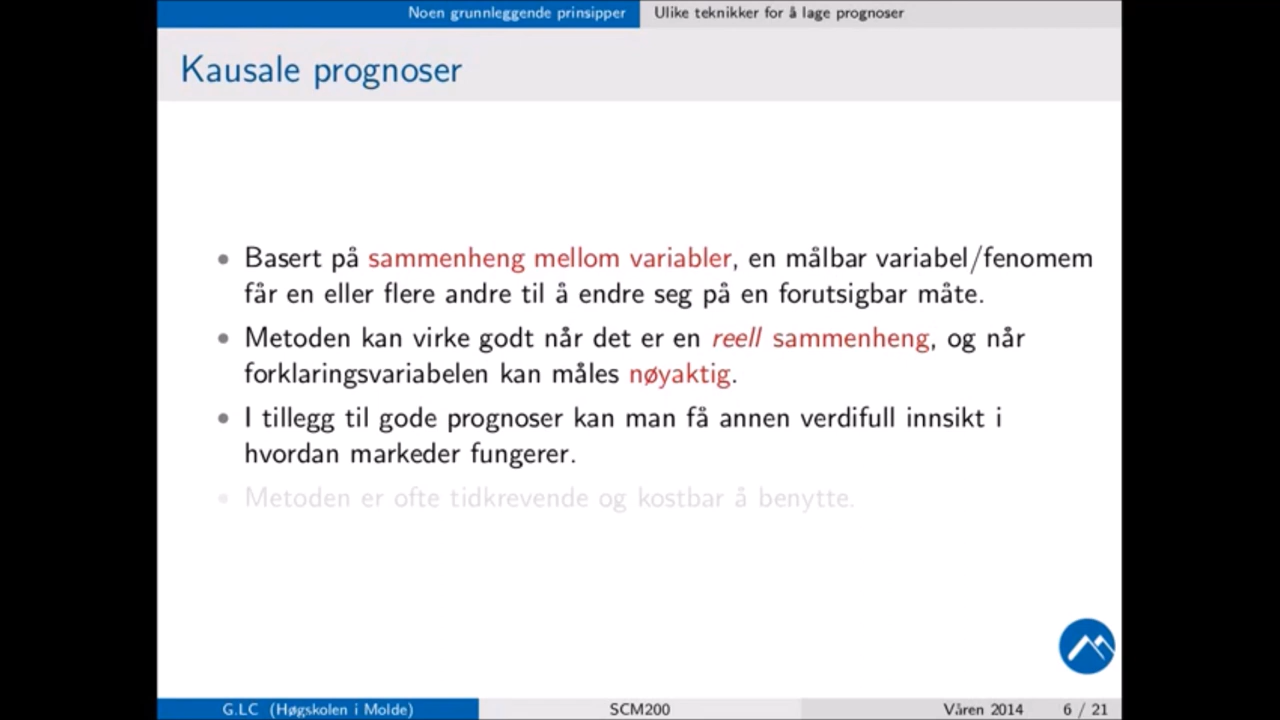 Noen grunnleggende prinsipper Ulike teknikker for å lage prognoser
Kausale prognoser
• Basert på sammenheng mellom variabler, en målbar variabel/fenomem
får en eller flere andre til å endre seg på en forutsigbar måte.
• Metoden kan virke godt når det er en reell sammenheng, og når
forklaringsvariabelen kan måles nøyaktig.
• I tillegg til gode prognoser kan man få annen verdifull innsikt i
hvordan markeder fungerer.
• Metoden er ofte tidkrevende og kostbar å benytte.
G.LC (Høgskolen i Molde) SCM200 Våren 2014 6 / 21